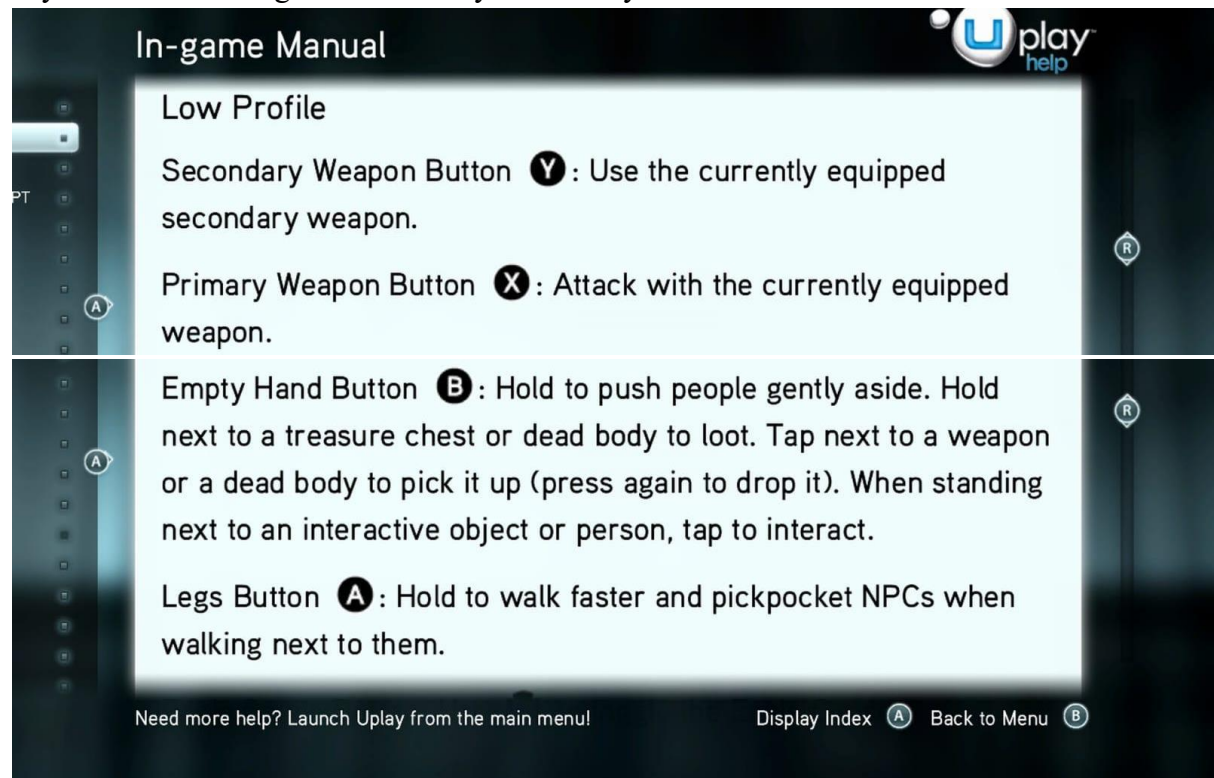 In-game Manual
Uplay™
help
Low Profile
Secondary Weapon Button Y: Use the currently equipped
secondary weapon.
PT
R
Primary Weapon Button X: Attack with the currently equipped
A
weapon.
Empty Hand Button B: Hold to push people gently aside. Hold
R
next to a treasure chest or dead body to loot. Tap next to a weapon
A
or a dead body to pick it up (press again to drop it). When standing
next to an interactive object or person, tap to interact.
Legs Button A: Hold to walk faster and pickpocket NPCs when
walking next to them.
Need more help? Launch Uplay from the main menu!
Display Index A Back to Menu B